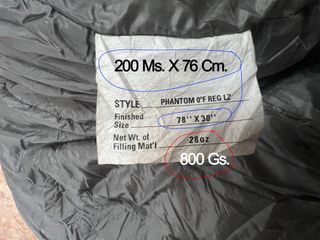 200 Ms. X 76 Cm.
STYLE PHANTOM 0°F REG LZ
Finished Size 78'' X 30''
Net Wt. of
Filling Mat'l 28oz
800 Gs.